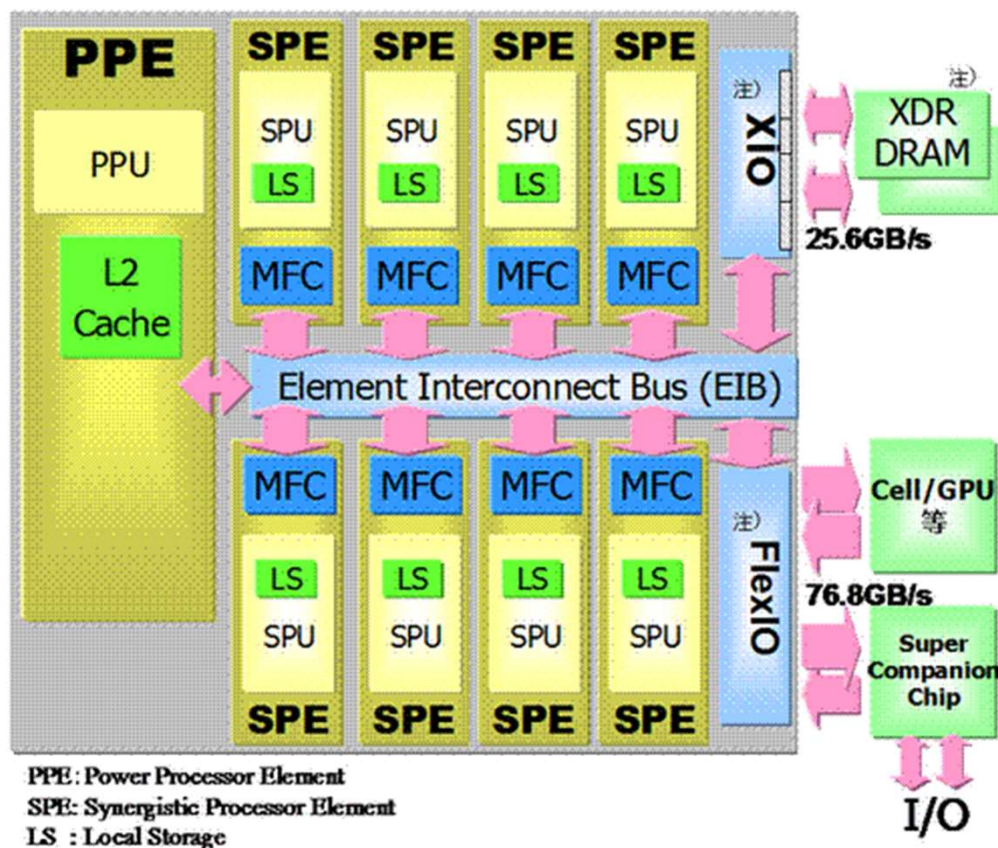 PPE
PPU
L2
Cache
SPE SPE SPE SPE
SPU SPU SPU SPU
LS LS LS LS
MFC MFC MFC MFC
注)
XIO
注)
XDR
DRAM
25.6GB/s
Element Interconnect Bus (EIB)
MFC MFC MFC MFC
LS LS LS LS
SPU SPU SPU SPU
SPE SPE SPE SPE
注)
FlexIO
Cell/GPU
等
76.8GB/s
Super
Companion
Chip
I/O
PPE: Power Processor Element
SPE: Synergistic Processor Element
LS : Local Storage